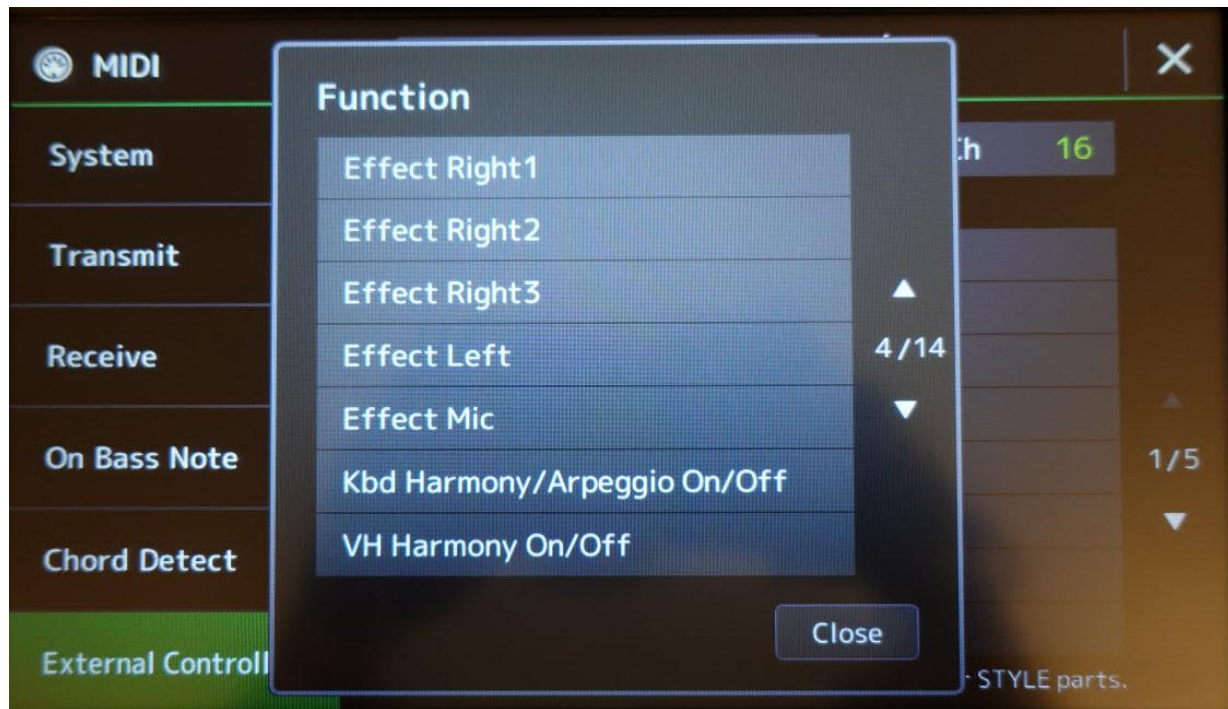 MIDI
System
Transmit
Receive
On Bass Note
Chord Detect
External Controll
Function
Effect Right1
Effect Right2
Effect Right3
Effect Left
Effect Mic
Kbd Harmony/Arpeggio On/Off
VH Harmony On/Off
4/14
Close
16
1/5
STYLE parts.